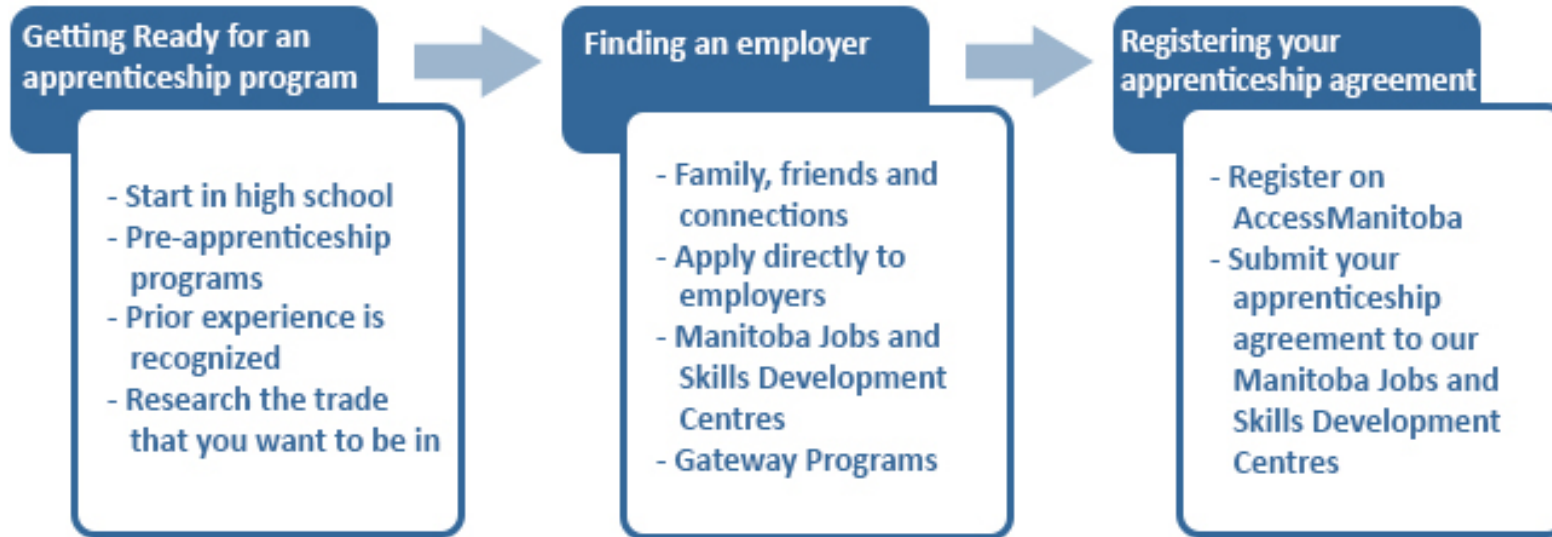 Getting Ready for an
apprenticeship program
- Start in high school
- Pre-apprenticeship
programs
- Prior experience is
recognized
- Research the trade
that you want to be in
Finding an employer
- Family, friends and
connections
- Apply directly to
employers
- Manitoba Jobs and
Skills Development
Centres
- Gateway Programs
Registering your
apprenticeship agreement
- Register on
AccessManitoba
- Submit your
apprenticeship
agreement to our
Manitoba Jobs and
Skills Development
Centres